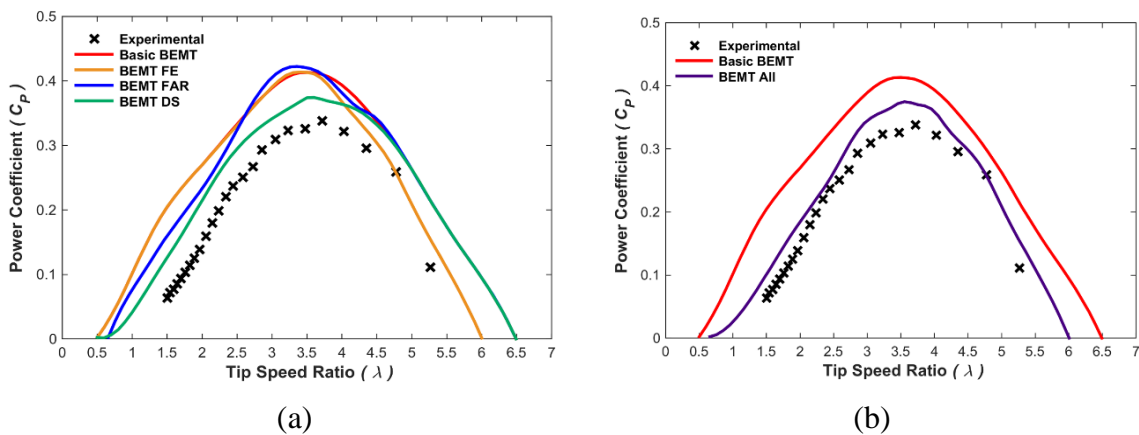 0.5
Experimental
Basic BEMT
BEMT FE
BEMT FAR
BEMT DS
0.4
0.3
0.2
0.1
0
Power Coefficient ( C_P )
0 0.5 1 1.5 2 2.5 3 3.5 4 4.5 5 5.5 6 6.5 7
Tip Speed Ratio ( λ )
(a)
0.5
Experimental
Basic BEMT
BEMT All
0.4
0.3
0.2
0.1
0
Power Coefficient ( C_P )
0 0.5 1 1.5 2 2.5 3 3.5 4 4.5 5 5.5 6 6.5 7
Tip Speed Ratio ( λ )
(b)